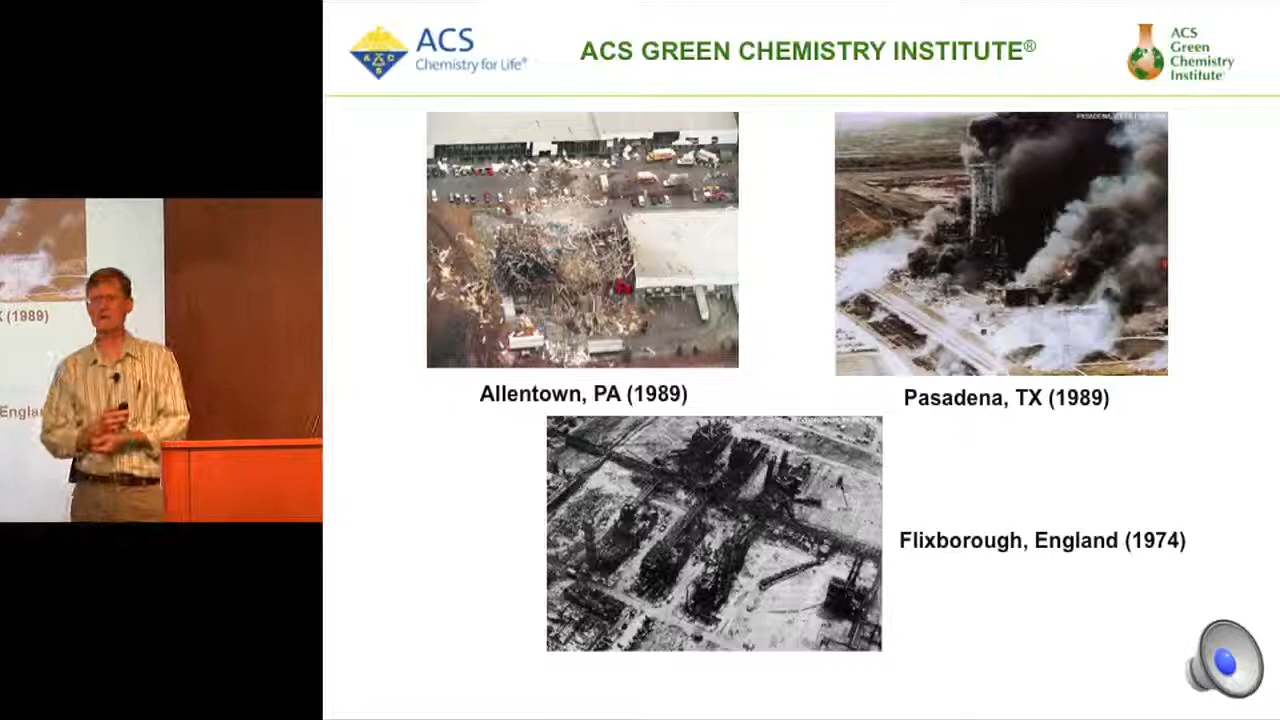 ACS
Chemistry for Life®
A C S
ACS GREEN CHEMISTRY INSTITUTE®
ACS
Green
Chemistry
Institute®
Allentown, PA (1989)
Pasadena, TX (1989)
Flixborough, England (1974)
(1989)
Englan